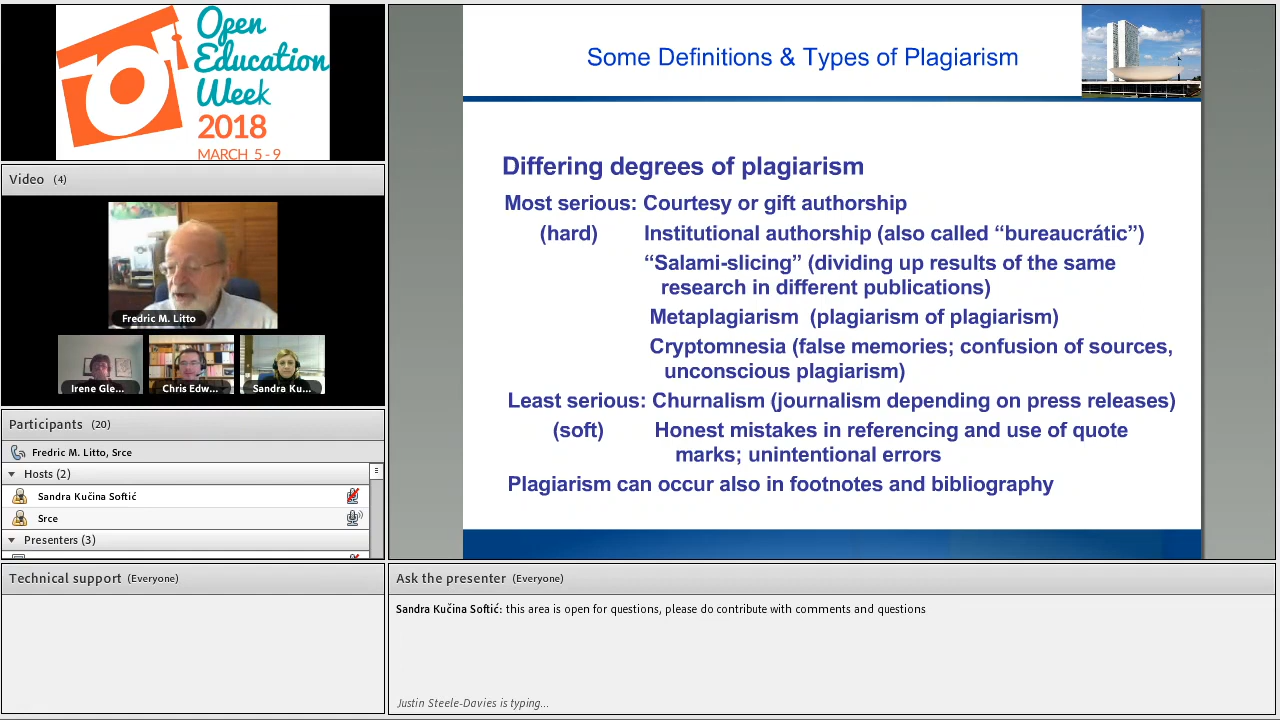 Open
Education
Week
2018
MARCH 5 - 9
Video (4)
Fredric M. Litto
Irene Gle...
Chris Edw...
Sandra Ku...
Participants (20)
Fredric M. Litto, Srce
Hosts (2)
Sandra Kučina Softić
Srce
Presenters (3)
Technical support (Everyone)
Some Definitions & Types of Plagiarism
Differing degrees of plagiarism
Most serious: Courtesy or gift authorship
(hard) Institutional authorship (also called “bureaucrátic”)
“Salami-slicing” (dividing up results of the same
research in different publications)
Metaplagiarism (plagiarism of plagiarism)
Cryptomnesia (false memories; confusion of sources,
unconscious plagiarism)
Least serious: Churnalism (journalism depending on press releases)
(soft) Honest mistakes in referencing and use of quote
marks; unintentional errors
Plagiarism can occur also in footnotes and bibliography
Ask the presenter (Everyone)
Sandra Kučina Softić: this area is open for questions, please do contribute with comments and questions
Justin Steele-Davies is typing...